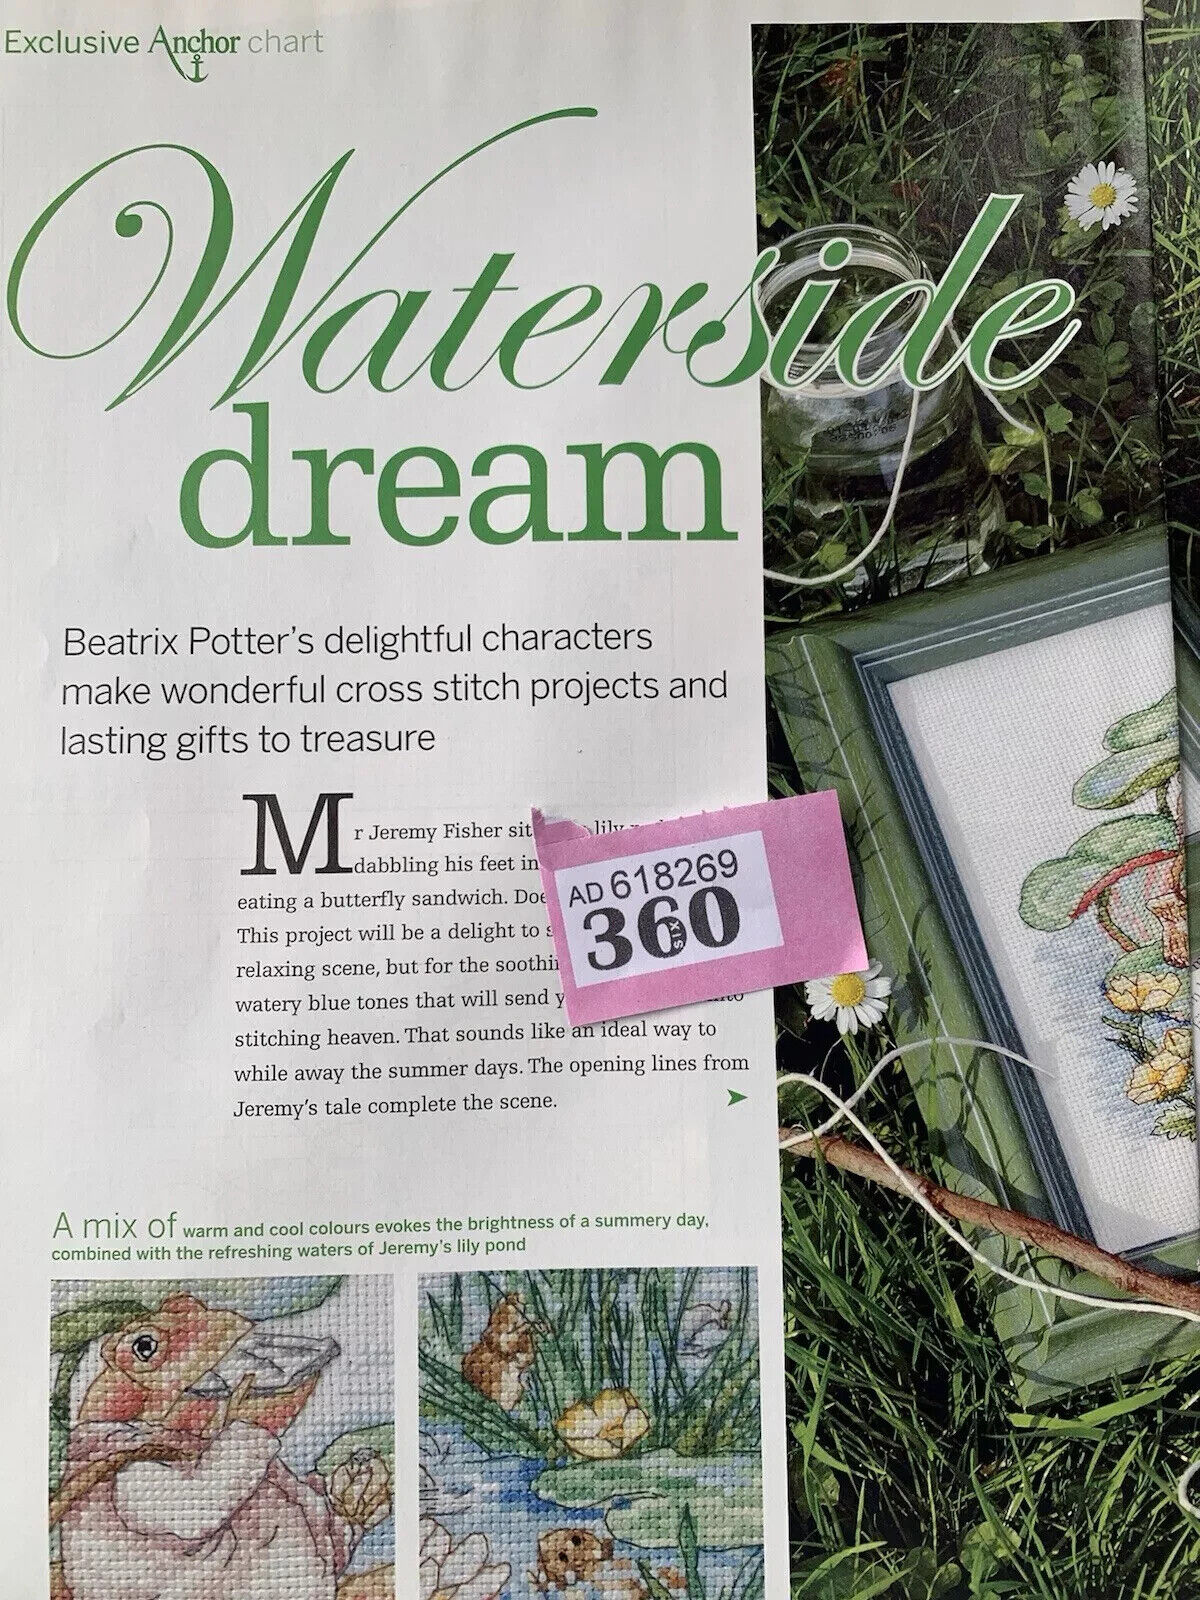 Exclusive Anchor chart
Waterside
dream
Beatrix Potter's delightful characters
make wonderful cross stitch projects and
lasting gifts to treasure
Mr Jeremy Fisher sit lily
dabbling his feet in
eating a butterfly sandwich.
This project will be a delight to
relaxing scene, but for the
watery blue tones that will send
stitching heaven. That sounds like an ideal way to
while away the summer days. The opening lines from
Jeremy's tale complete the scene.
AD 618269
360
SIX
A mix of warm and cool colours evokes the brightness of a summery day,
combined with the refreshing waters of Jeremy's lily pond